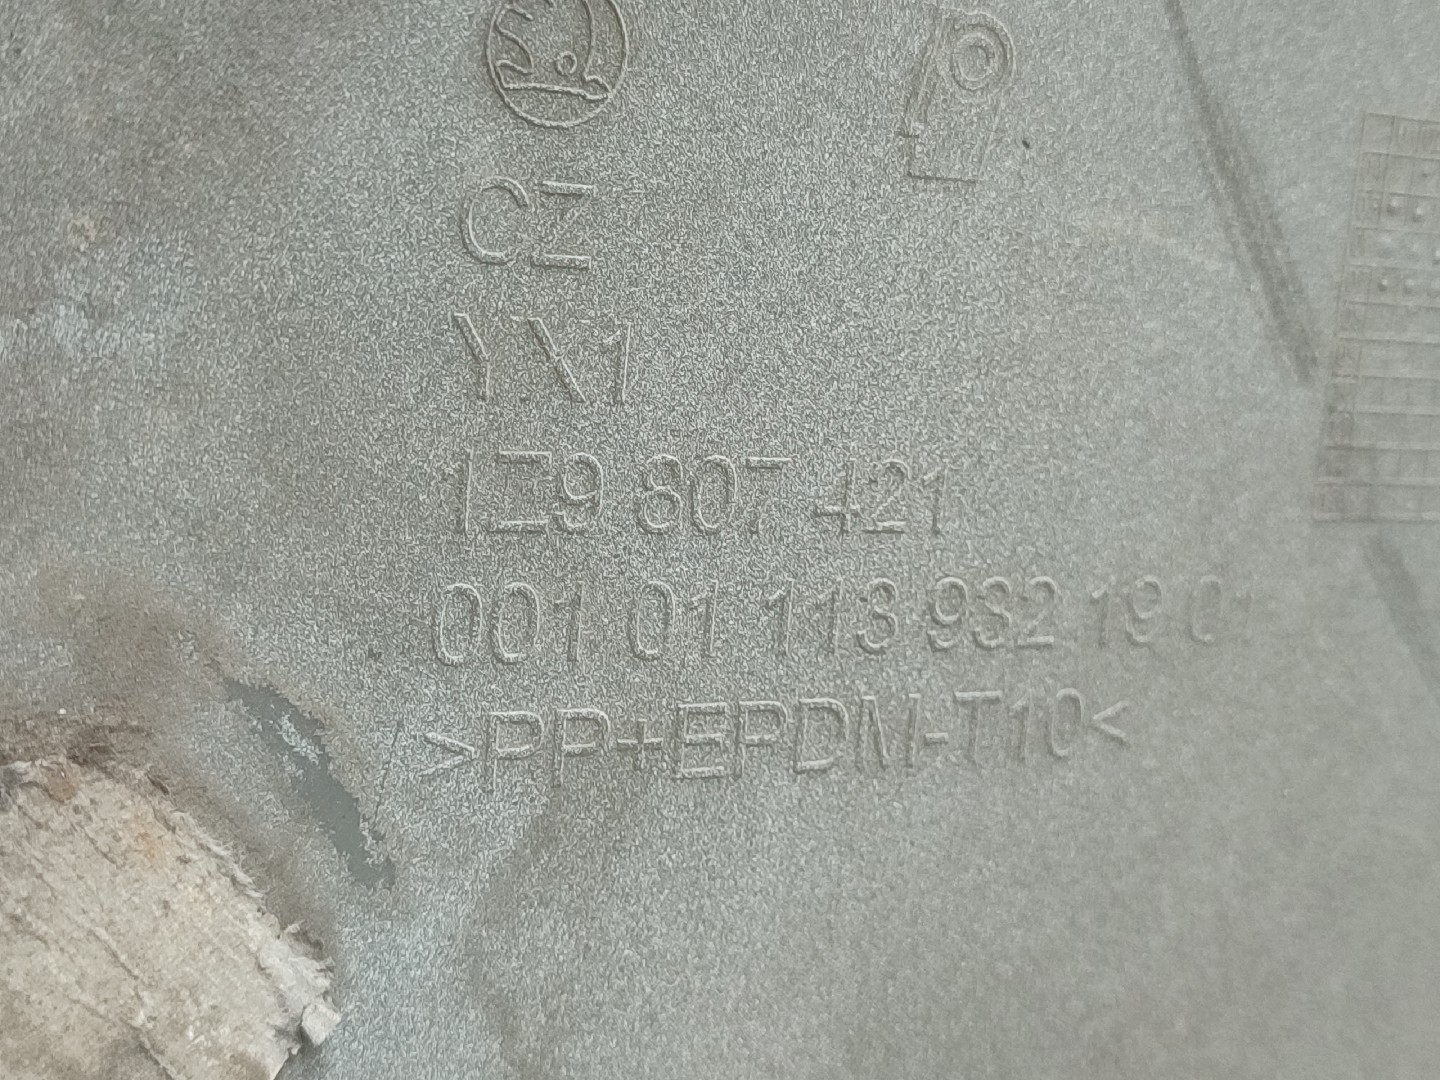 CZ
YX1
1Z9 807 421
001 01 113 932 19 01
>PP+EPDM-T10<